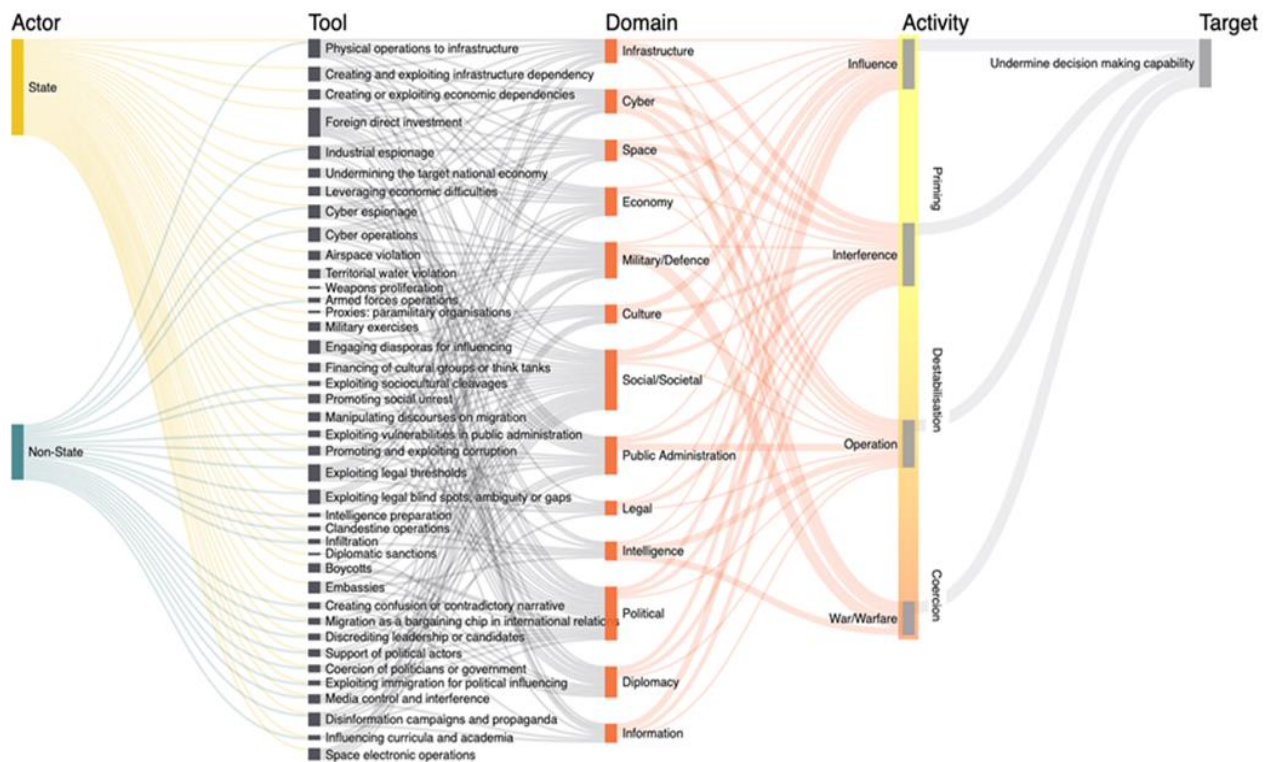 Actor
Tool
Domain
Activity
Target
State
Non-State
Physical operations to infrastructure
Creating and exploiting infrastructure dependency
Creating or exploiting economic dependencies
Foreign direct investment
Industrial espionage
Undermining the target national economy
Leveraging economic difficulties
Cyber espionage
Cyber operations
Airspace violation
Territorial water violation
Weapons proliferation
Armed forces operations
Proxies: paramilitary organisations
Military exercises
Engaging diasporas for influencing
Financing of cultural groups or think tanks
Exploiting sociocultural cleavages
Promoting social unrest
Manipulating discourses on migration
Exploiting vulnerabilities in public administration
Promoting and exploiting corruption
Exploiting legal thresholds
Exploiting legal blind spots, ambiguity or gaps
Intelligence preparation
Clandestine operations
Infiltration
Diplomatic sanctions
Boycotts
Embassies
Creating confusion or contradictory narrative
Migration as a bargaining chip in international relations
Discrediting leadership or candidates
Support of political actors
Coercion of politicians or government
Exploiting immigration for political influencing
Media control and interference
Disinformation campaigns and propaganda
Influencing curricula and academia
Space electronic operations
Infrastructure
Cyber
Space
Economy
Military/Defence
Culture
Social/Societal
Public Administration
Legal
Intelligence
Political
Diplomacy
Information
Influence
Interference
Operation
War/Warfare
Priming
Destabilisation
Coercion
Undermine decision making capability